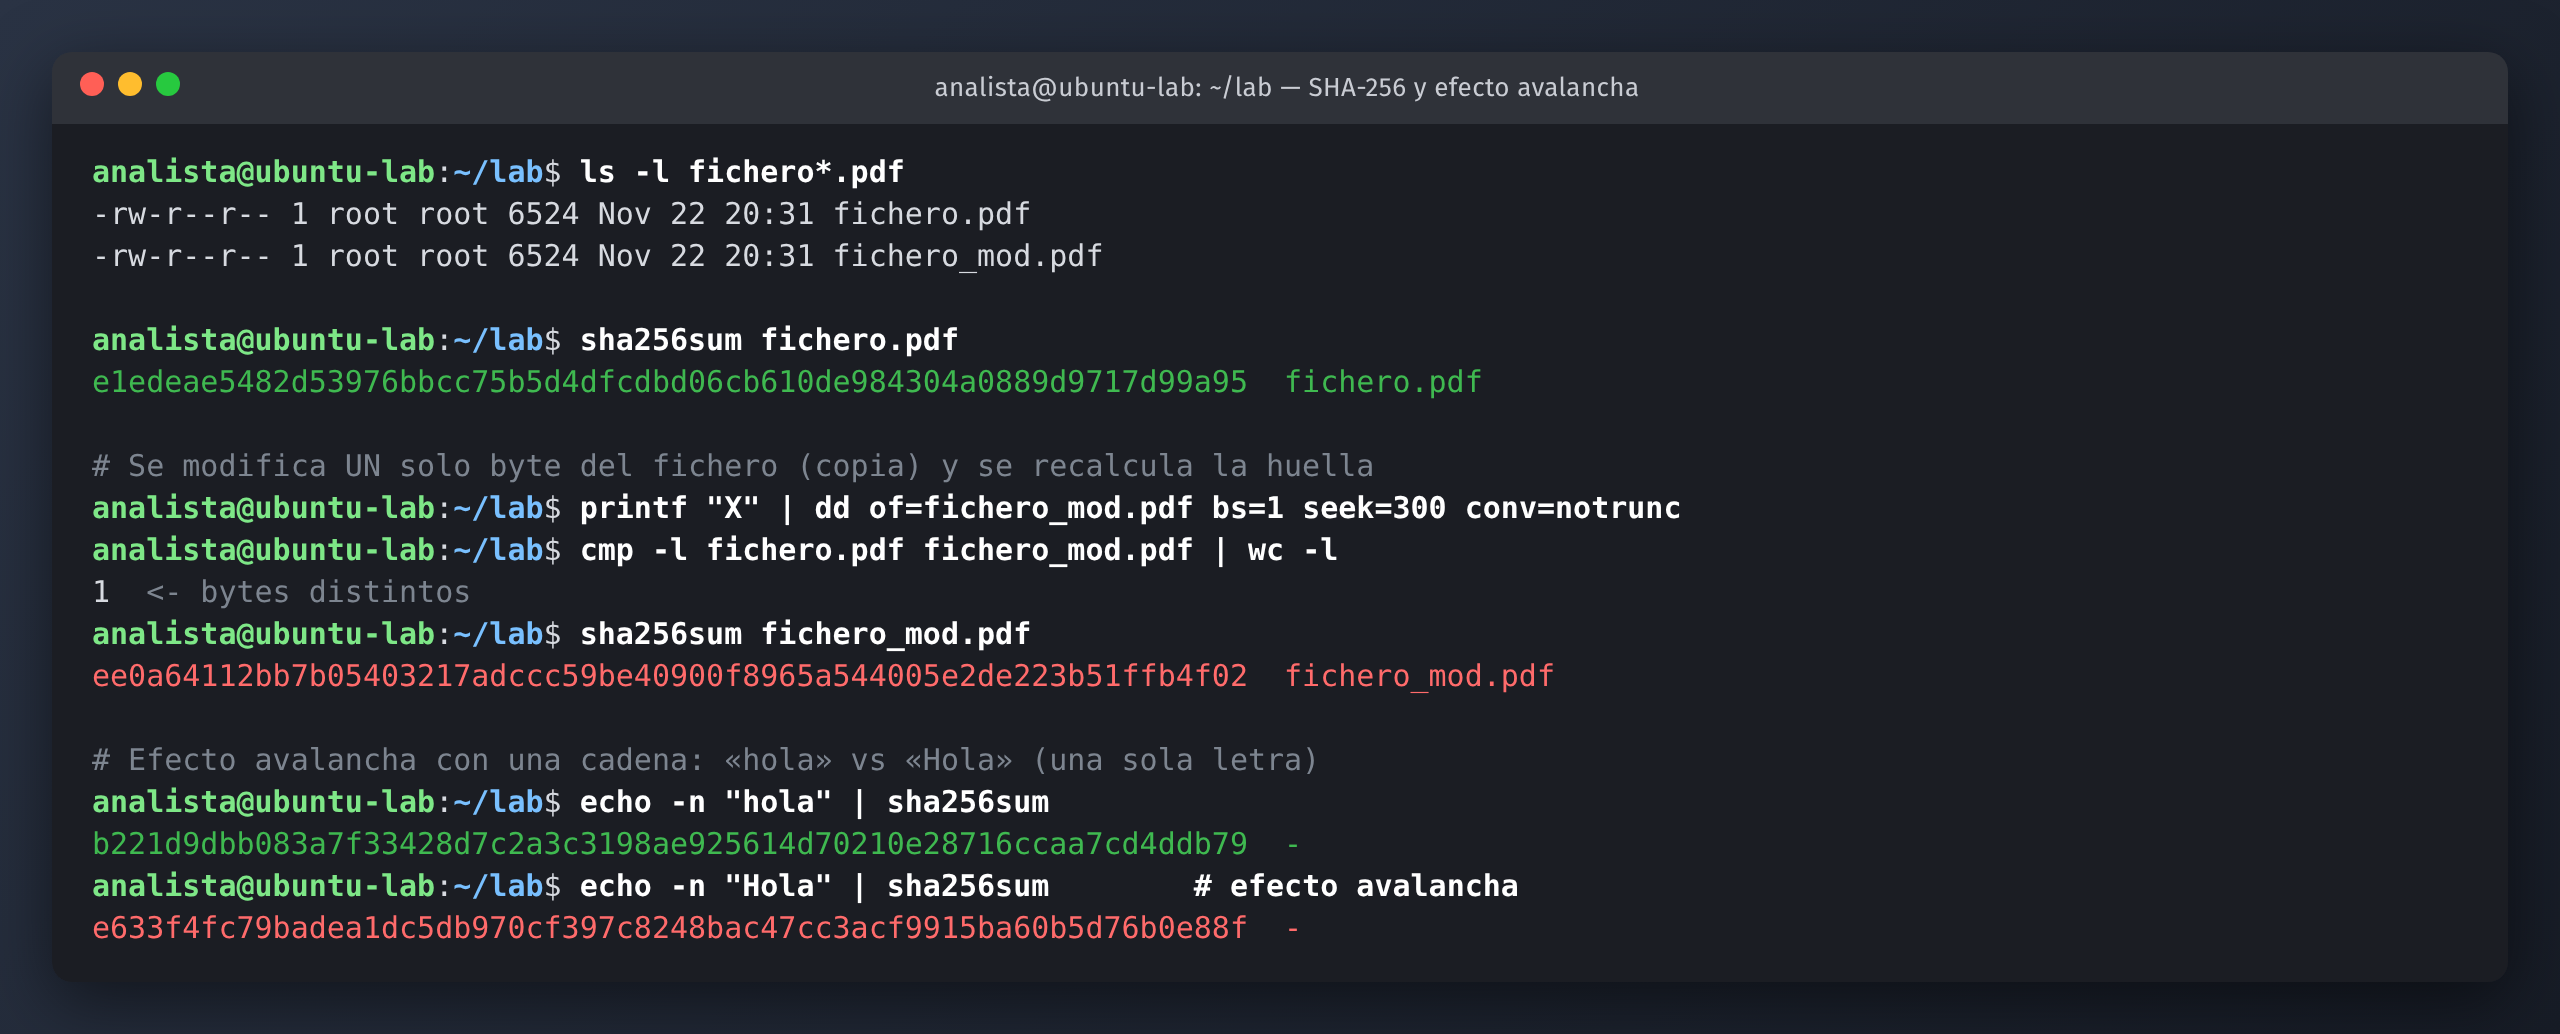 analista@ubuntu-lab: ~/lab — SHA-256 y efecto avalancha
analista@ubuntu-lab:~/lab$ ls -l fichero*.pdf
-rw-r--r-- 1 root root 6524 Nov 22 20:31 fichero.pdf
-rw-r--r-- 1 root root 6524 Nov 22 20:31 fichero_mod.pdf
analista@ubuntu-lab:~/lab$ sha256sum fichero.pdf
e1edeae5482d53976bbcc75b5d4dfcdbd06cb610de984304a0889d9717d99a95  fichero.pdf
# Se modifica UN solo byte del fichero (copia) y se recalcula la huella
analista@ubuntu-lab:~/lab$ printf "X" | dd of=fichero_mod.pdf bs=1 seek=300 conv=notrunc
analista@ubuntu-lab:~/lab$ cmp -l fichero.pdf fichero_mod.pdf | wc -l
1  <- bytes distintos
analista@ubuntu-lab:~/lab$ sha256sum fichero_mod.pdf
ee0a64112bb7b05403217adccc59be40900f8965a544005e2de223b51ffb4f02  fichero_mod.pdf
# Efecto avalancha con una cadena: «hola» vs «Hola» (una sola letra)
analista@ubuntu-lab:~/lab$ echo -n "hola" | sha256sum
b221d9dbb083a7f33428d7c2a3c3198ae925614d70210e28716ccaa7cd4ddb79  -
analista@ubuntu-lab:~/lab$ echo -n "Hola" | sha256sum        # efecto avalancha
e633f4fc79badea1dc5db970cf397c8248bac47cc3acf9915ba60b5d76b0e88f  -